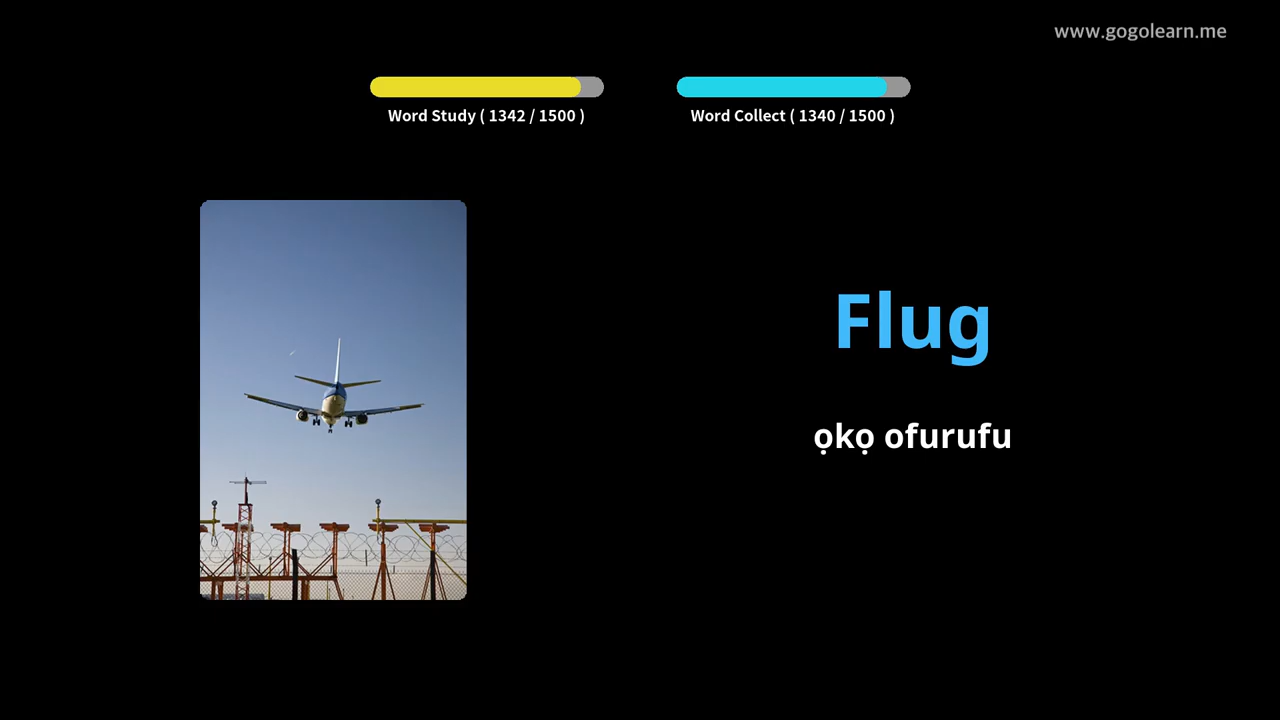 www.gogolearn.me
Word Study ( 1342 / 1500 )
Word Collect ( 1340 / 1500 )
Flug
ọkọ ofurufu